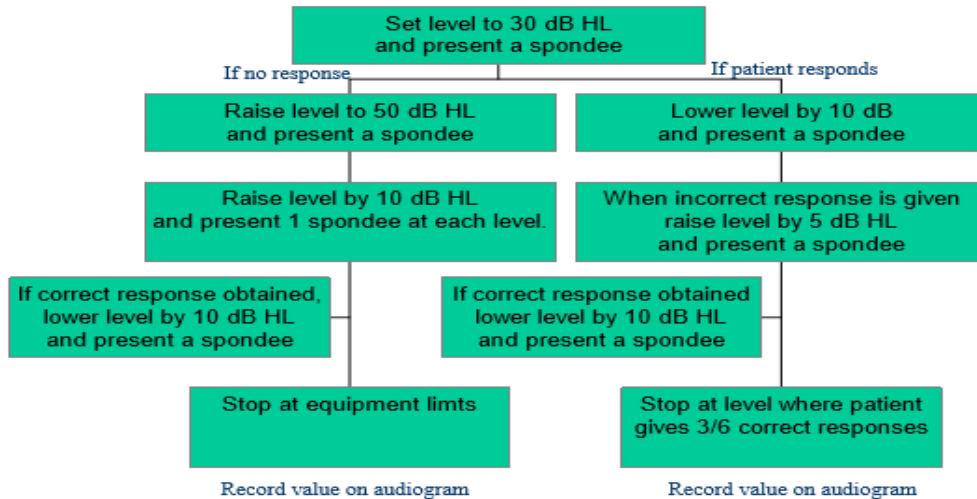 Set level to 30 dB HL
and present a spondee
If no response
If patient responds
Raise level to 50 dB HL
and present a spondee
Lower level by 10 dB
and present a spondee
Raise level by 10 dB HL
and present 1 spondee at each level.
When incorrect response is given
raise level by 5 dB HL
and present a spondee
If correct response obtained,
lower level by 10 dB HL
and present a spondee
If correct response obtained
lower level by 10 dB HL
and present a spondee
Stop at equipment limts
Stop at level where patient
gives 3/6 correct responses
Record value on audiogram
Record value on audiogram